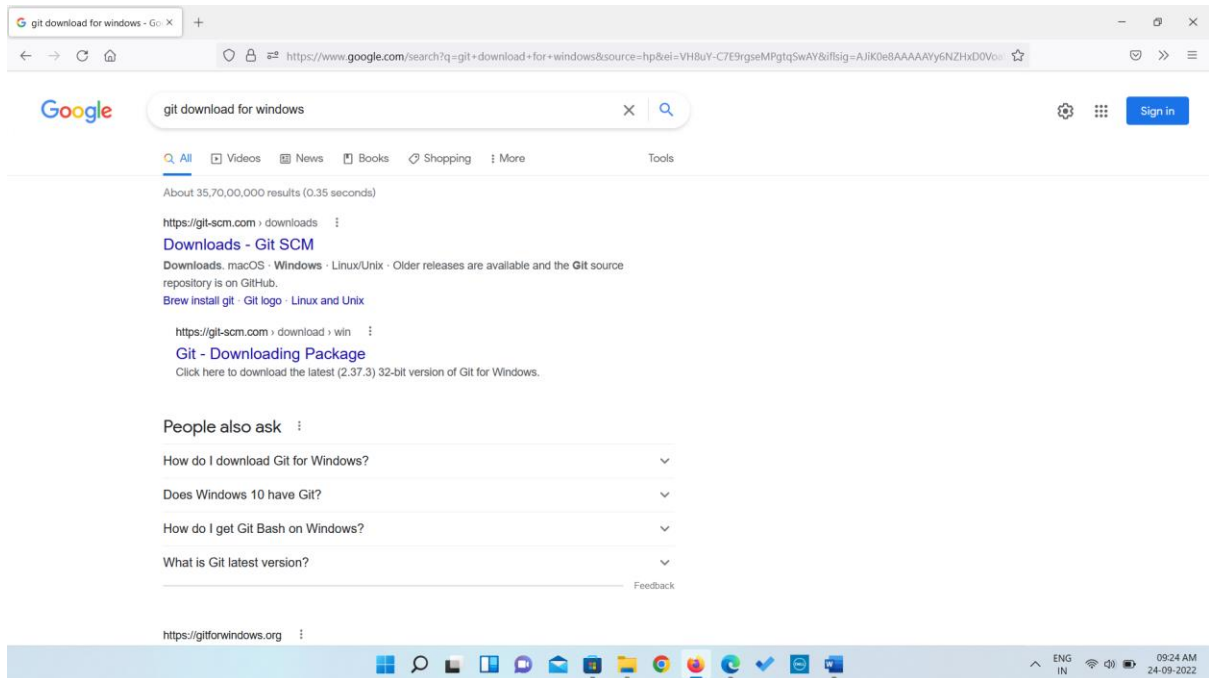 git download for windows - Go
https://www.google.com/search?q=git+download+for+windows&source=hp&ei=VH8uY-C7E9rgseMPgtqSwAY&iflsig=AJiK0e8AAAAAYy6NZHxD0Voa
Google
git download for windows
Sign in
All Videos News Books Shopping More Tools
About 35,70,00,000 results (0.35 seconds)
https://git-scm.com › downloads
Downloads - Git SCM
Downloads. macOS · Windows · Linux/Unix · Older releases are available and the Git source
repository is on GitHub.
Brew install git · Git logo · Linux and Unix
https://git-scm.com › download › win
Git - Downloading Package
Click here to download the latest (2.37.3) 32-bit version of Git for Windows.
People also ask
How do I download Git for Windows?
Does Windows 10 have Git?
How do I get Git Bash on Windows?
What is Git latest version?
Feedback
https://gitforwindows.org
ENG
IN
09:24 AM
24-09-2022